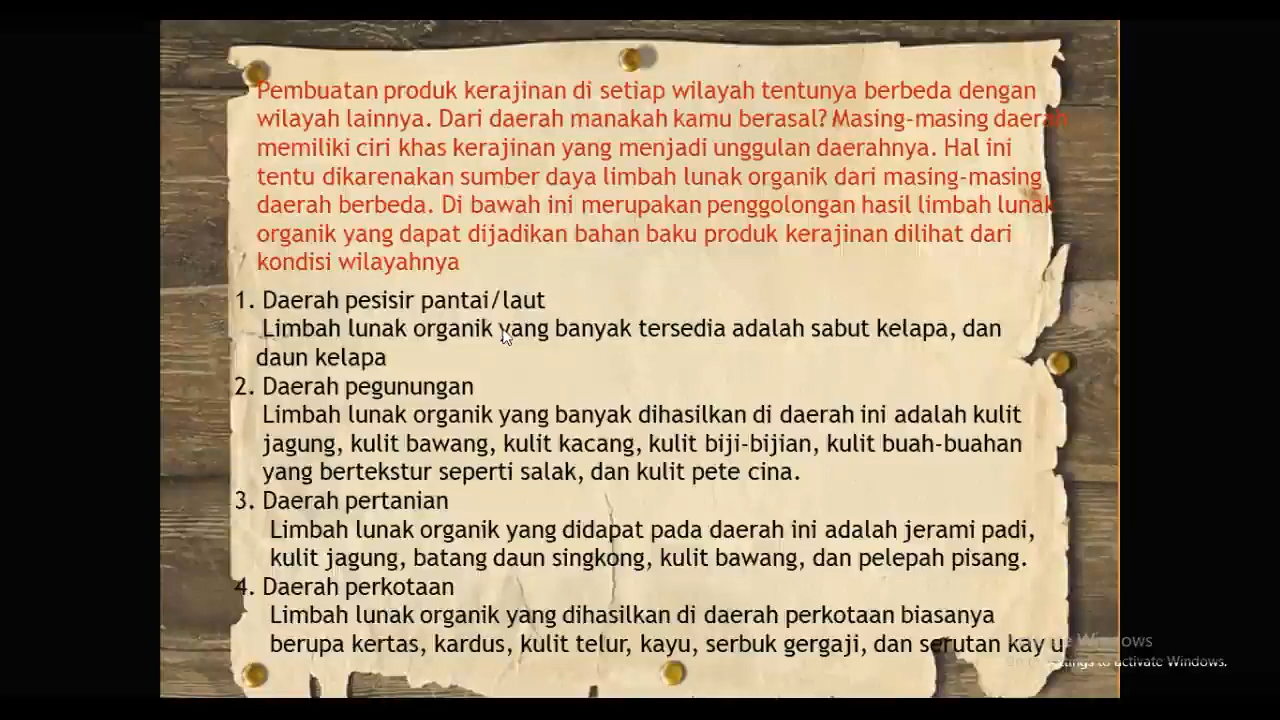 Pembuatan produk kerajinan di setiap wilayah tentunya berbeda dengan
wilayah lainnya. Dari daerah manakah kamu berasal? Masing-masing daerah
memiliki ciri khas kerajinan yang menjadi unggulan daerahnya. Hal ini
tentu dikarenakan sumber daya limbah lunak organik dari masing-masing
daerah berbeda. Di bawah ini merupakan penggolongan hasil limbah lunak
organik yang dapat dijadikan bahan baku produk kerajinan dilihat dari
kondisi wilayahnya
1. Daerah pesisir pantai/laut
Limbah lunak organik yang banyak tersedia adalah sabut kelapa, dan
daun kelapa
2. Daerah pegunungan
Limbah lunak organik yang banyak dihasilkan di daerah ini adalah kulit
jagung, kulit bawang, kulit kacang, kulit biji-bijian, kulit buah-buahan
yang bertekstur seperti salak, dan kulit pete cina.
3. Daerah pertanian
Limbah lunak organik yang didapat pada daerah ini adalah jerami padi,
kulit jagung, batang daun singkong, kulit bawang, dan pelepah pisang.
4. Daerah perkotaan
Limbah lunak organik yang dihasilkan di daerah perkotaan biasanya
berupa kertas, kardus, kulit telur, kayu, serbuk gergaji, dan serutan kay u
Windows
to activate Windows.